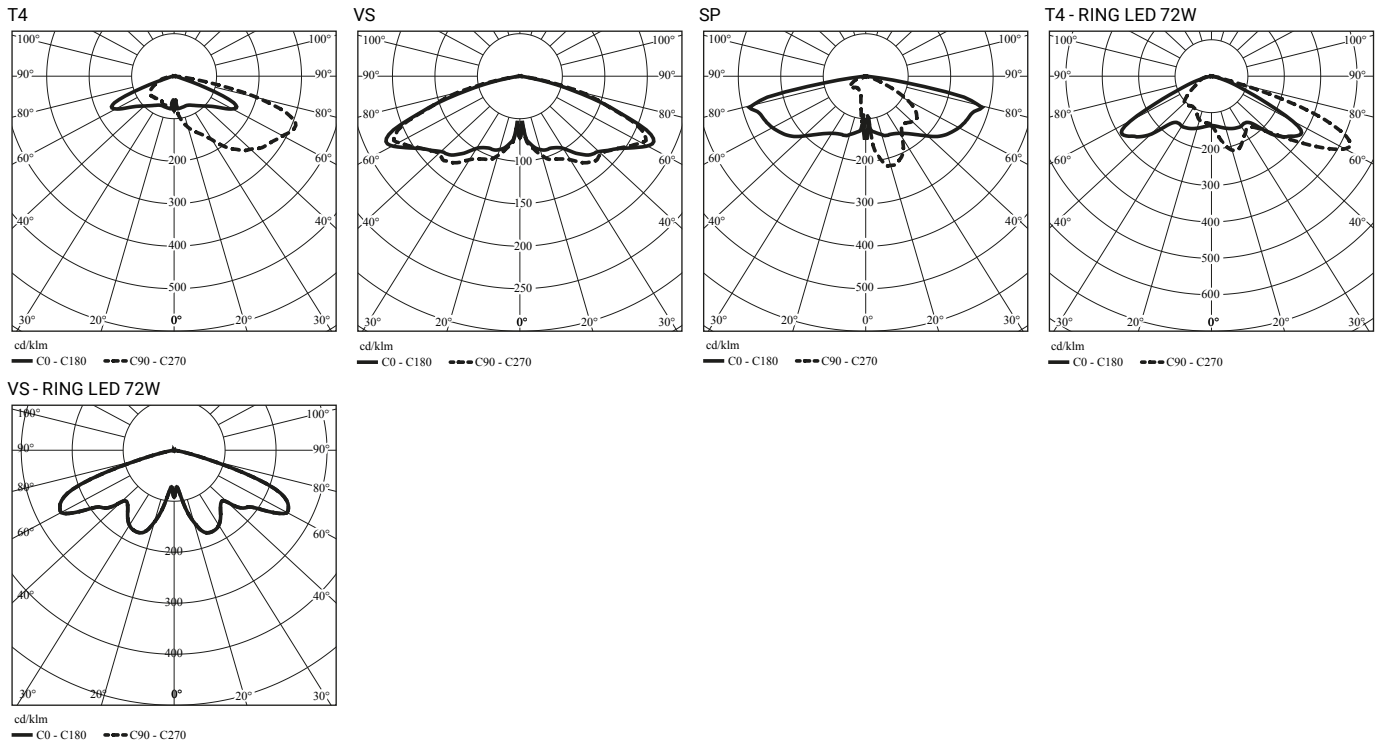 T4 VS SP T4 - RING LED 72W
100° 100° 100° 100° 100° 100° 100° 100°
90° 90° 90° 90° 90° 90° 90° 90°
80° 80° 80° 80° 80° 80° 80° 80°
60° 200 60° 60° 100 60° 60° 200 60° 60° 200 60°
300 150 300 300
40° 40° 40° 40° 40° 40° 40° 40°
400 200 400 400
500 250 500 500
600
30° 20° 0° 20° 30° 30° 20° 0° 20° 30° 30° 20° 0° 20° 30° 30° 20° 0° 20° 30°
cd/klm cd/klm cd/klm cd/klm
C0 - C180 C90 - C270 C0 - C180 C90 - C270 C0 - C180 C90 - C270 C0 - C180 C90 - C270
VS - RING LED 72W
100° 100°
90° 90°
80° 80°
60° 60°
200
40° 300 40°
400
30° 20° 0° 20° 30°
cd/klm
C0 - C180 C90 - C270